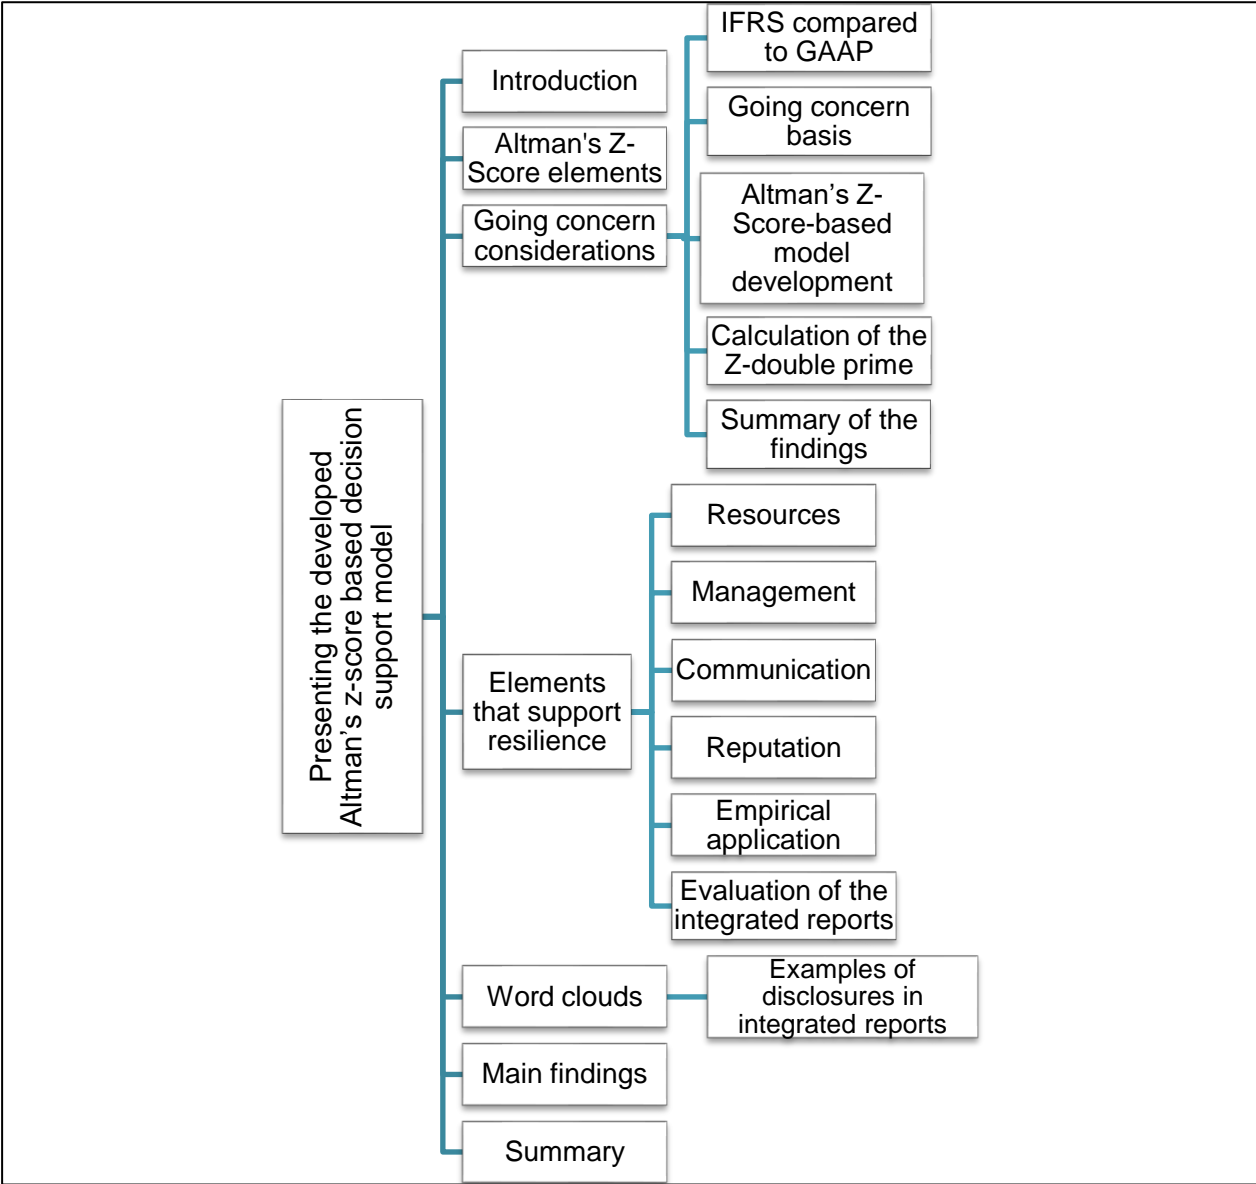 Presenting the developed
Altman’s z-score based decision
support model
Introduction
Altman's Z-
Score elements
Going concern
considerations
IFRS compared
to GAAP
Going concern
basis
Altman’s Z-
Score-based
model
development
Calculation of the
Z-double prime
Summary of the
findings
Elements
that support
resilience
Resources
Management
Communication
Reputation
Empirical
application
Evaluation of the
integrated reports
Word clouds
Examples of
disclosures in
integrated reports
Main findings
Summary